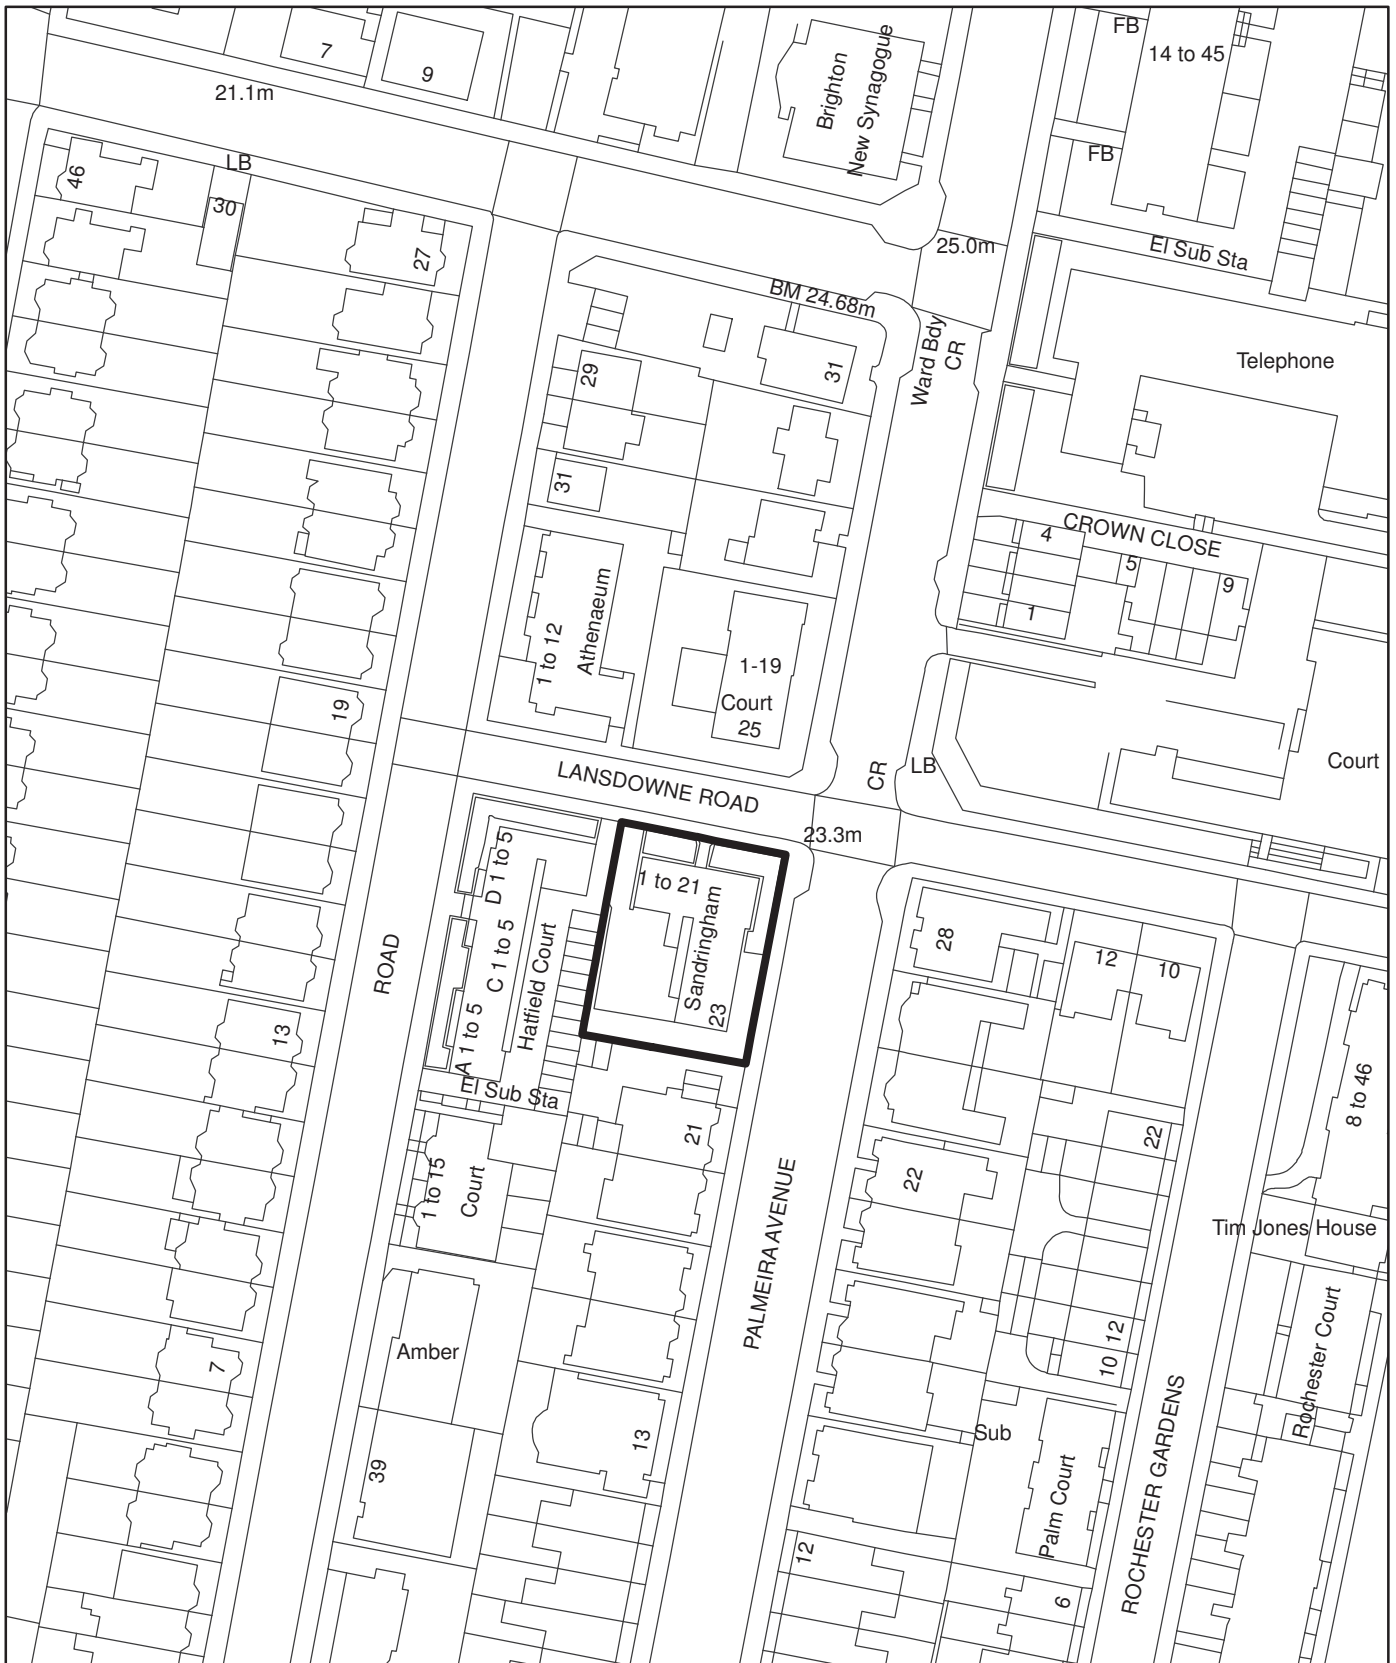 7
9
21.1m
Brighton
New Synagogue
FB
14 to 45
FB
46
LB
30
27
25.0m
El Sub Sta
BM 24.68m
Ward Bdy
CR
Telephone
29
31
31
CROWN CLOSE
4
5
9
1
Athenaeum
1 to 12
1-19
Court
25
19
LANSDOWNE ROAD
CR
LB
Court
23.3m
D 1 to 5
C 1 to 5
A 1 to 5
Hatfield Court
1 to 21
Sandringham
23
ROAD
28
12
10
13
El Sub Sta
8 to 46
21
22
22
1 to 15
Court
PALMEIRA AVENUE
Tim Jones House
Rochester Court
7
Amber
12
10
13
39
Sub
Palm Court
ROCHESTER GARDENS
12
6